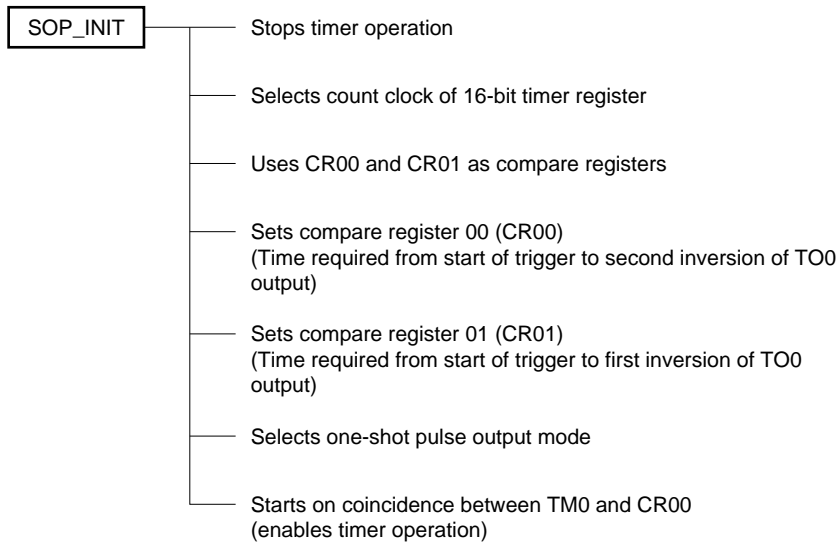 SOP_INIT
Stops timer operation
Selects count clock of 16-bit timer register
Uses CR00 and CR01 as compare registers
Sets compare register 00 (CR00)
(Time required from start of trigger to second inversion of TO0
output)
Sets compare register 01 (CR01)
(Time required from start of trigger to first inversion of TO0
output)
Selects one-shot pulse output mode
Starts on coincidence between TM0 and CR00
(enables timer operation)